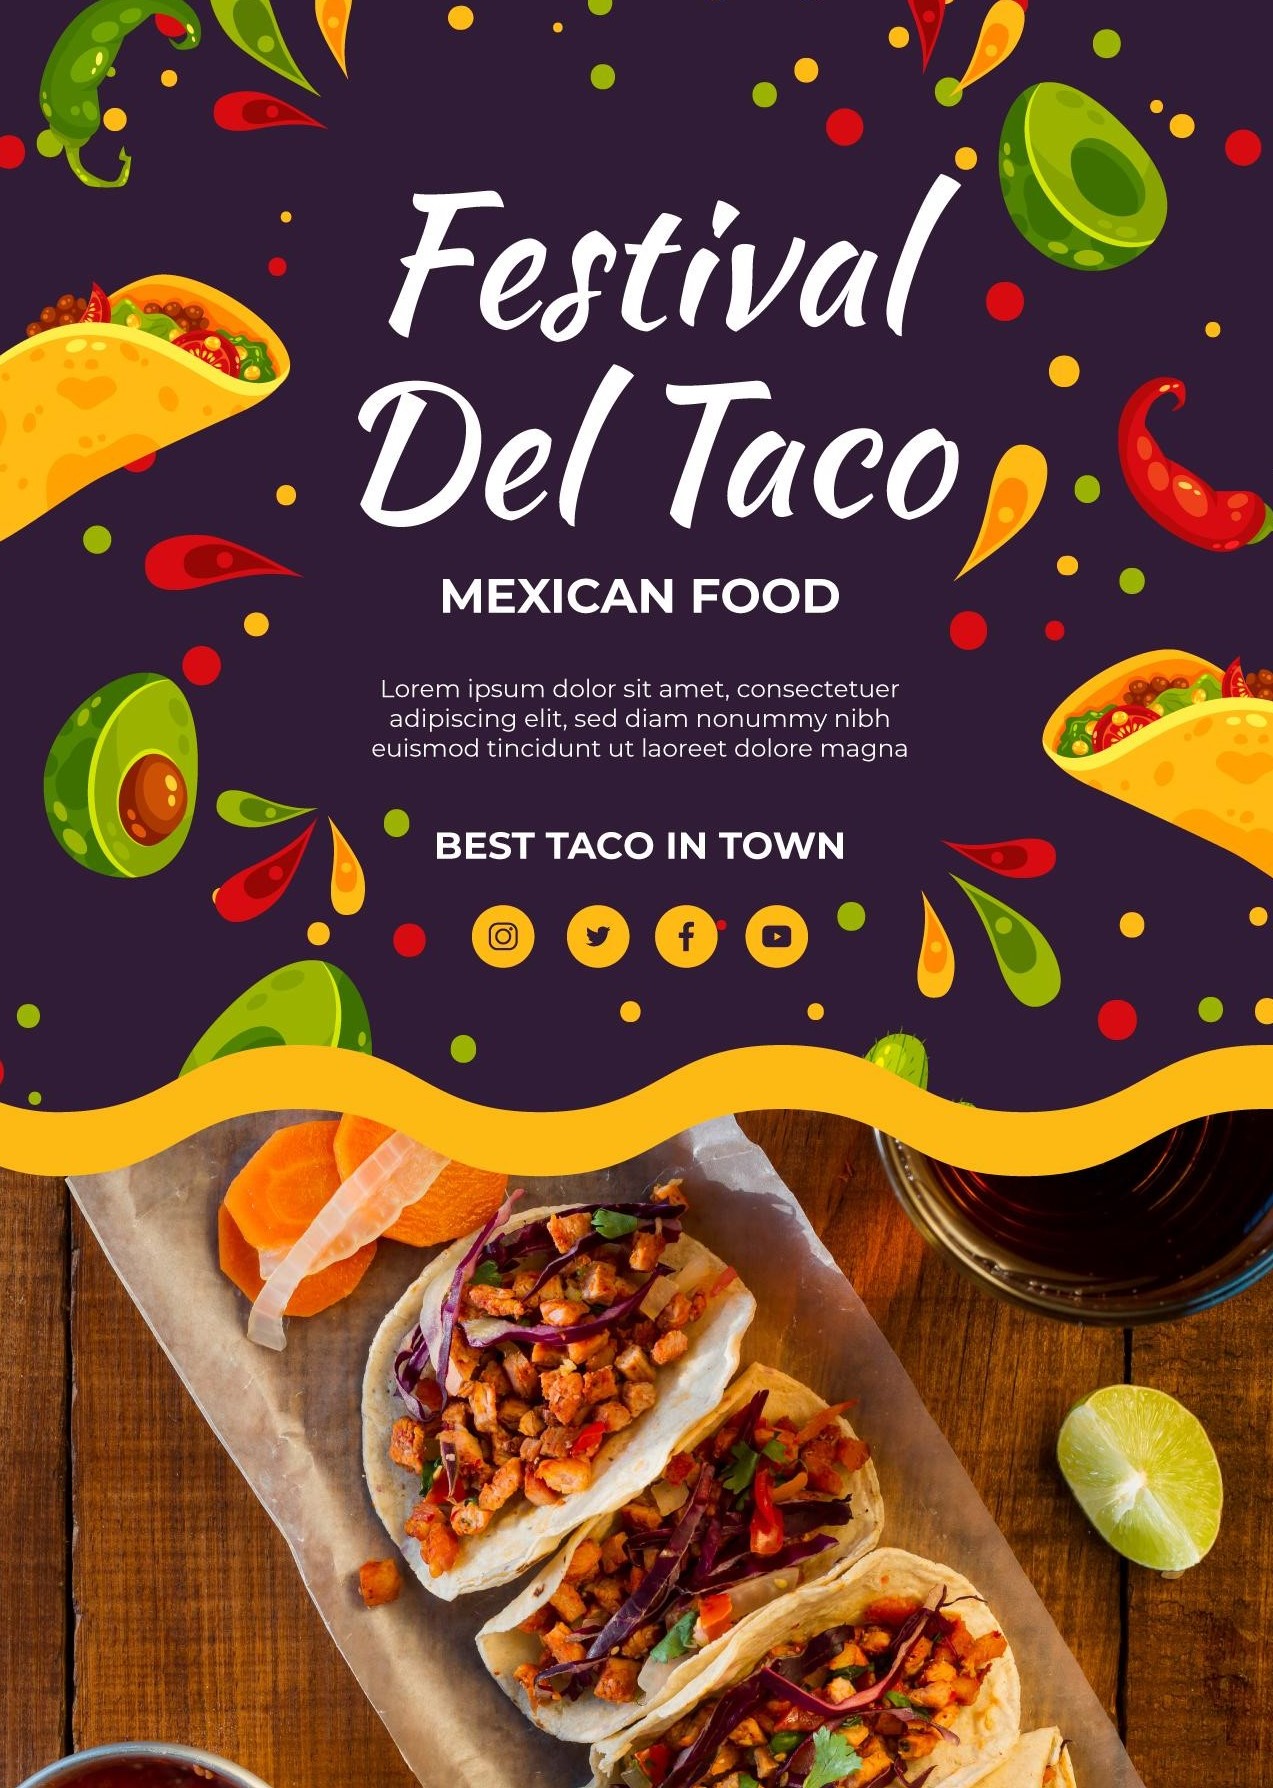 Festival
Del Taco
MEXICAN FOOD
Lorem ipsum dolor sit amet, consectetuer
adipiscing elit, sed diam nonummy nibh
euismod tincidunt ut laoreet dolore magna
BEST TACO IN TOWN